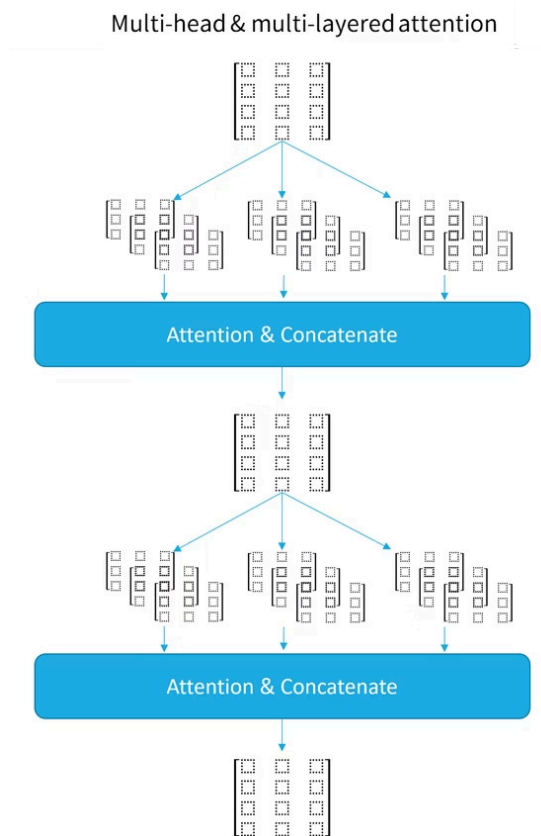 Multi-head & multi-layered attention
Attention & Concatenate
Attention & Concatenate